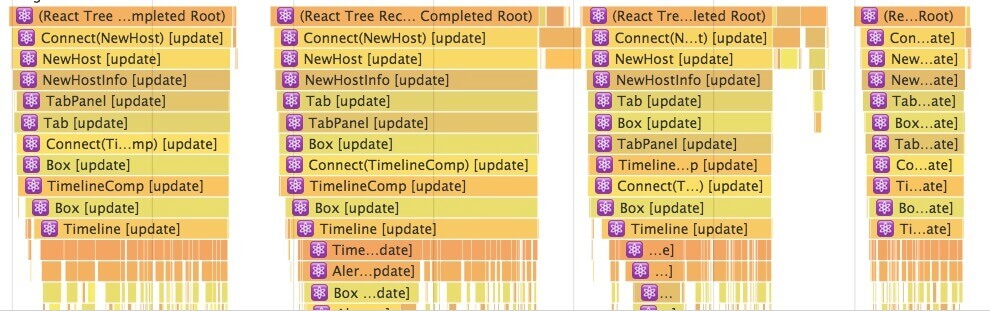 (React Tree ...mpleted Root)
Connect(NewHost) [update]
NewHost [update]
NewHostInfo [update]
TabPanel [update]
Tab [update]
Connect(Ti...mp) [update]
Box [update]
TimelineComp [update]
Box [update]
Timeline [update]
(React Tree Rec... Completed Root)
Connect(NewHost) [update]
NewHost [update]
NewHostInfo [update]
Tab [update]
TabPanel [update]
Box [update]
Connect(TimelineComp) [update]
TimelineComp [update]
Box [update]
Timeline [update]
Time...date]
Aler...pdate]
Box ...date]
(React Tre...leted Root)
Connect(N...t) [update]
NewHost [update]
NewHostInfo [update]
Tab [update]
Box [update]
TabPanel [update]
Timeline...p [update]
Connect(T...) [update]
Box [update]
Timeline [update]
...e]
...]
...
(Re...Root)
Con...ate]
New...ate]
New...ate]
Tab...ate]
Box...ate]
Tab...ate]
Co...ate]
Ti...ate]
Bo...ate]
Ti...ate]